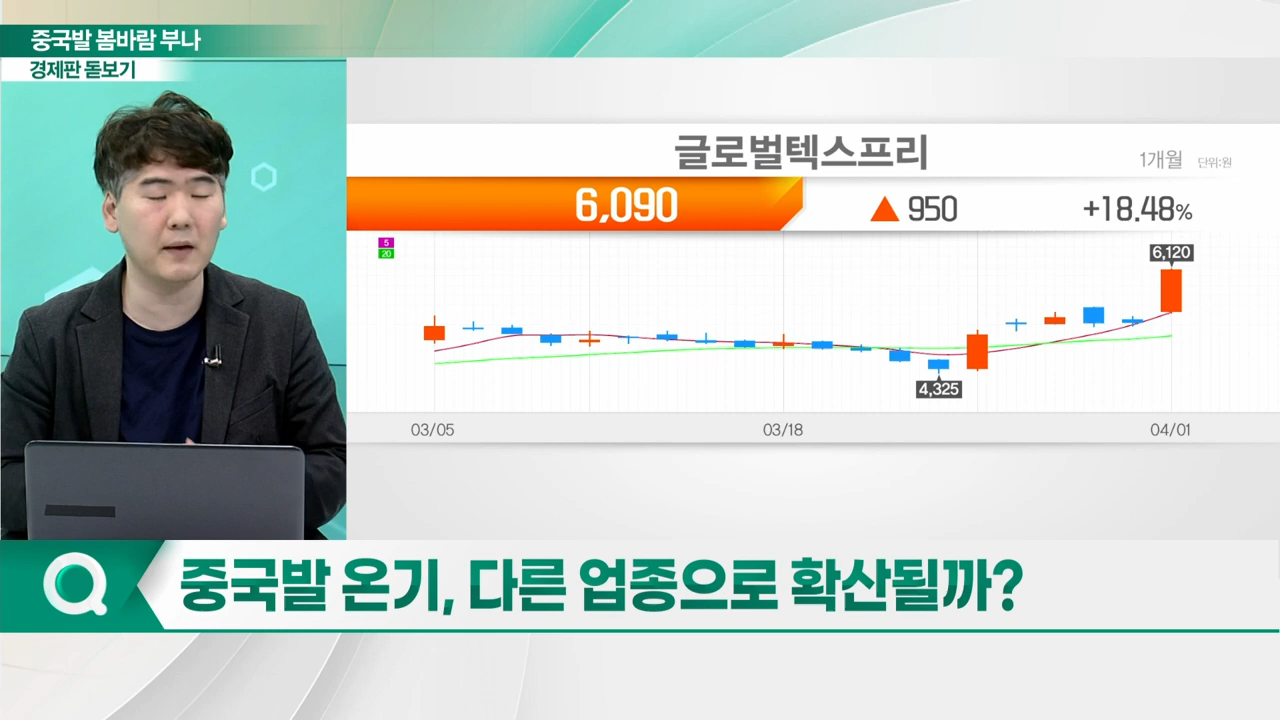 중국발 봄바람 부나
경제판 돋보기
글로벌텍스프리
1개월 단위:원
6,090 ▲ 950 +18.48%
5
20
6,120
4,325
03/05 03/18 04/01
중국발 온기, 다른 업종으로 확산될까?